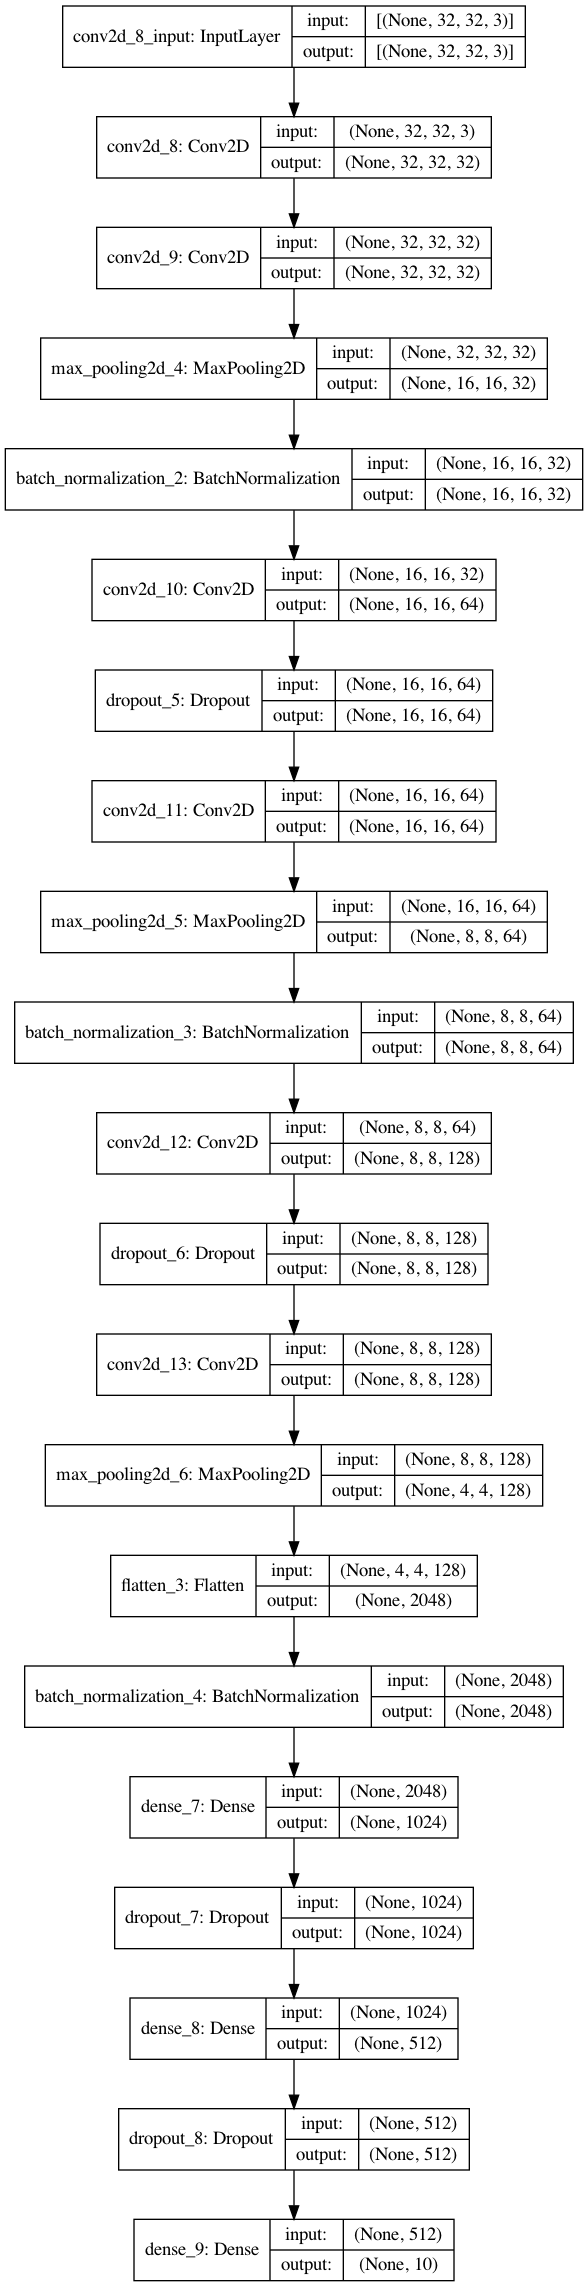 conv2d_8_input: InputLayer
input: [(None, 32, 32, 3)]
output: [(None, 32, 32, 3)]
conv2d_8: Conv2D
input: (None, 32, 32, 3)
output: (None, 32, 32, 32)
conv2d_9: Conv2D
input: (None, 32, 32, 32)
output: (None, 32, 32, 32)
max_pooling2d_4: MaxPooling2D
input: (None, 32, 32, 32)
output: (None, 16, 16, 32)
batch_normalization_2: BatchNormalization
input: (None, 16, 16, 32)
output: (None, 16, 16, 32)
conv2d_10: Conv2D
input: (None, 16, 16, 32)
output: (None, 16, 16, 64)
dropout_5: Dropout
input: (None, 16, 16, 64)
output: (None, 16, 16, 64)
conv2d_11: Conv2D
input: (None, 16, 16, 64)
output: (None, 16, 16, 64)
max_pooling2d_5: MaxPooling2D
input: (None, 16, 16, 64)
output: (None, 8, 8, 64)
batch_normalization_3: BatchNormalization
input: (None, 8, 8, 64)
output: (None, 8, 8, 64)
conv2d_12: Conv2D
input: (None, 8, 8, 64)
output: (None, 8, 8, 128)
dropout_6: Dropout
input: (None, 8, 8, 128)
output: (None, 8, 8, 128)
conv2d_13: Conv2D
input: (None, 8, 8, 128)
output: (None, 8, 8, 128)
max_pooling2d_6: MaxPooling2D
input: (None, 8, 8, 128)
output: (None, 4, 4, 128)
flatten_3: Flatten
input: (None, 4, 4, 128)
output: (None, 2048)
batch_normalization_4: BatchNormalization
input: (None, 2048)
output: (None, 2048)
dense_7: Dense
input: (None, 2048)
output: (None, 1024)
dropout_7: Dropout
input: (None, 1024)
output: (None, 1024)
dense_8: Dense
input: (None, 1024)
output: (None, 512)
dropout_8: Dropout
input: (None, 512)
output: (None, 512)
dense_9: Dense
input: (None, 512)
output: (None, 10)